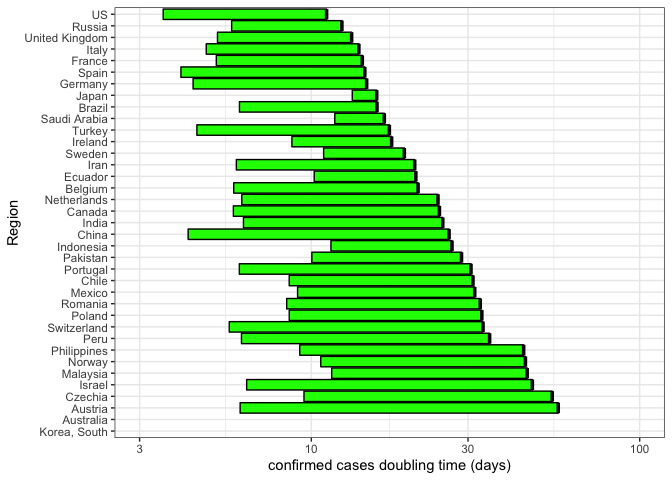 US
Russia
United Kingdom
Italy
France
Spain
Germany
Japan
Brazil
Saudi Arabia
Turkey
Ireland
Sweden
Iran
Ecuador
Belgium
Netherlands
Canada
India
China
Indonesia
Pakistan
Portugal
Chile
Mexico
Romania
Poland
Switzerland
Peru
Philippines
Norway
Malaysia
Israel
Czechia
Austria
Australia
Korea, South
Region
3 10 30 100
confirmed cases doubling time (days)